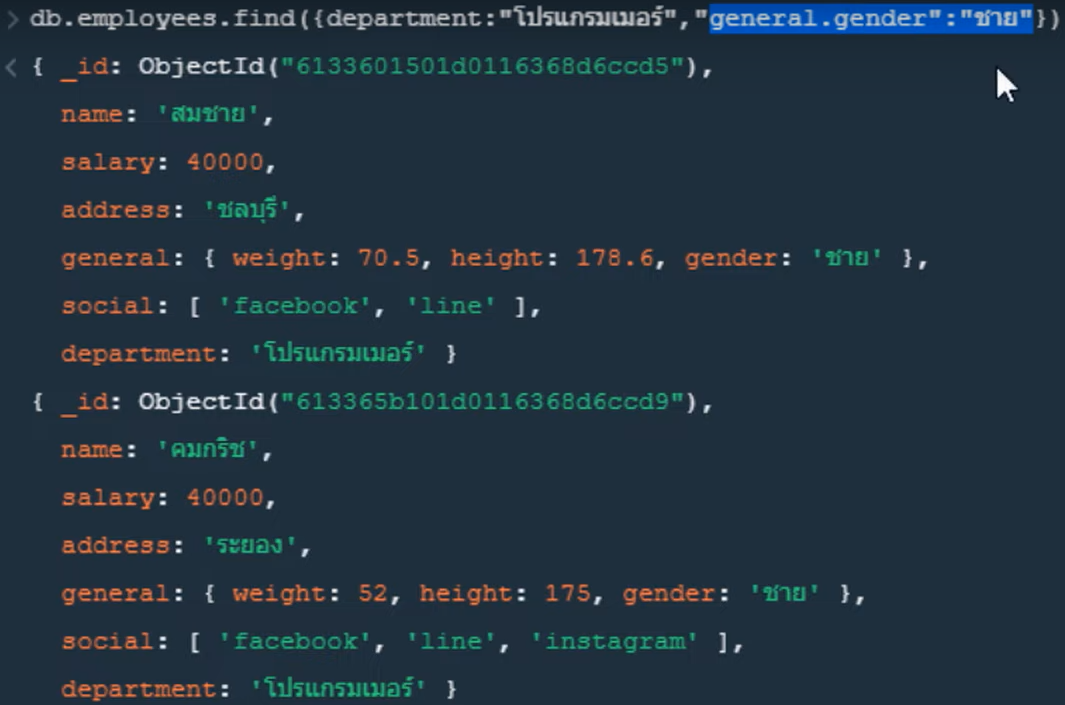 > db.employees.find({department:"โปรแกรมเมอร์","general.gender":"ชาย"})
< { _id: ObjectId("6133601501d0116368d6ccd5"),
name: 'สมชาย',
salary: 40000,
address: 'ชลบุรี',
general: { weight: 70.5, height: 178.6, gender: 'ชาย' },
social: [ 'facebook', 'line' ],
department: 'โปรแกรมเมอร์' }
{ _id: ObjectId("613365b101d0116368d6ccd9"),
name: 'คมกริช',
salary: 40000,
address: 'ระยอง',
general: { weight: 52, height: 175, gender: 'ชาย' },
social: [ 'facebook', 'line', 'instagram' ],
department: 'โปรแกรมเมอร์' }